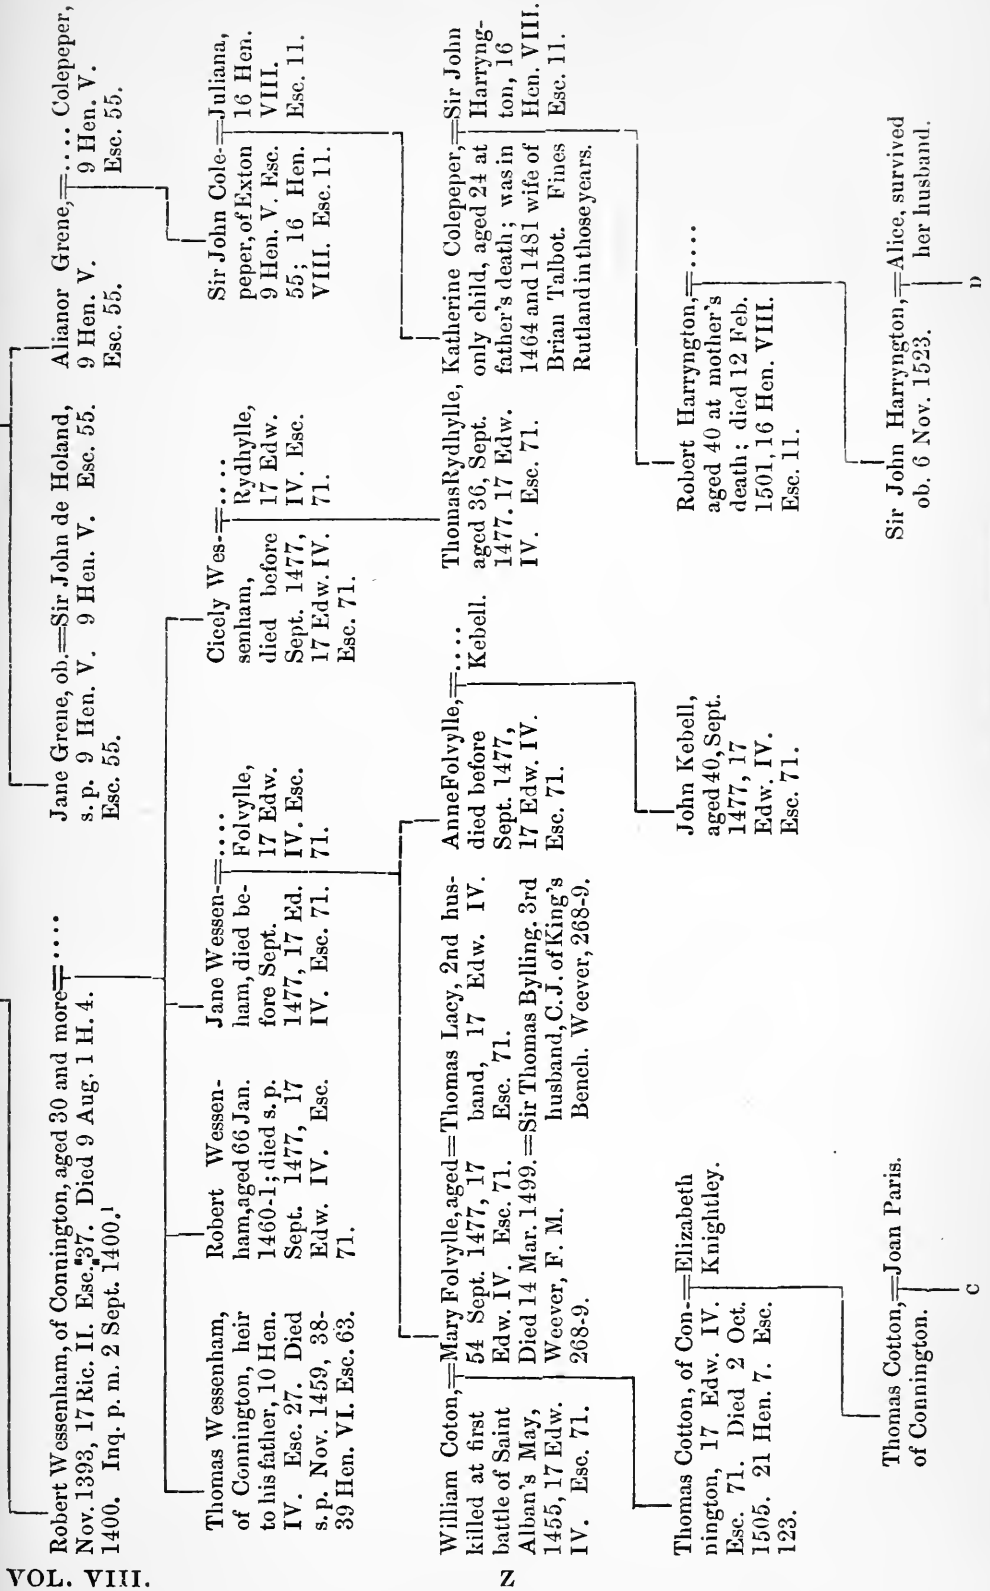 Robert Wessenham, of Connington, aged 30 and more=....
Nov. 1393, 17 Ric. II. Esc. 37. Died 9 Aug. 1 H. 4.
1400. Inq. p. m. 2 Sept. 1400.1
Jane Grene, ob.=Sir John de Holand,
s. p. 9 Hen. V. 9 Hen. V. Esc. 55.
Esc. 55.
Alianor Grene,=.... Colepeper,
9 Hen. V. 9 Hen. V.
Esc. 55. Esc. 55.
Thomas Wessenham,
of Connington, heir
to his father, 10 Hen.
IV. Esc. 27. Died
s. p. Nov. 1459, 38-
39 Hen. VI. Esc. 63.
Robert Wessen-
ham, aged 66 Jan.
1460-1; died s. p.
Sept. 1477, 17
Edw. IV. Esc.
71.
Jane Wessen-=....
ham, died be- Folvylle,
fore Sept. 17 Edw.
1477, 17 Ed. IV. Esc.
IV. Esc. 71. 71.
Cicely Wes-=....
senham, Rydhylle,
died before 17 Edw.
Sept. 1477, IV. Esc.
17 Edw. IV. 71.
Esc. 71.
Sir John Cole-=Juliana,
peper, of Exton 16 Hen.
9 Hen. V. Esc. VIII.
55; 16 Hen. Esc. 11.
VIII. Esc. 11.
William Coton,=Mary Folvylle, aged=Thomas Lacy, 2nd hus-
killed at first 54 Sept. 1477, 17 band, 17 Edw. IV.
battle of Saint Edw. IV. Esc. 71. Esc. 71.
Alban's May, Died 14 Mar. 1499.=Sir Thomas Bylling. 3rd
1455, 17 Edw. Weever, F. M. husband, C. J. of King's
IV. Esc. 71. 268-9. Bench. Weever, 268-9.
Anne Folvylle,=....
died before Kebell.
Sept. 1477,
17 Edw. IV.
Esc. 71.
Thomas Rydhylle,
aged 36, Sept.
1477. 17 Edw.
IV. Esc. 71.
Katherine Colepeper,=Sir John
only child, aged 24 at Harryng-
father's death; was in ton, 16
1464 and 1481 wife of Hen. VIII.
Brian Talbot. Fines Esc. 11.
Rutland in those years.
Thomas Cotton, of Con-=Elizabeth
nington, 17 Edw. IV. Knightley.
Esc. 71. Died 2 Oct.
1505. 21 Hen. 7. Esc.
123.
John Kebell,
aged 40, Sept.
1477, 17
Edw. IV.
Esc. 71.
Robert Harryngton,=....
aged 40 at mother's
death; died 12 Feb.
1501, 16 Hen. VIII.
Esc. 11.
Thomas Cotton,=Joan Paris.
of Connington.
C
Sir John Harryngton,=Alice, survived
ob. 6 Nov. 1523. her husband.
D
VOL. VIII.
Z